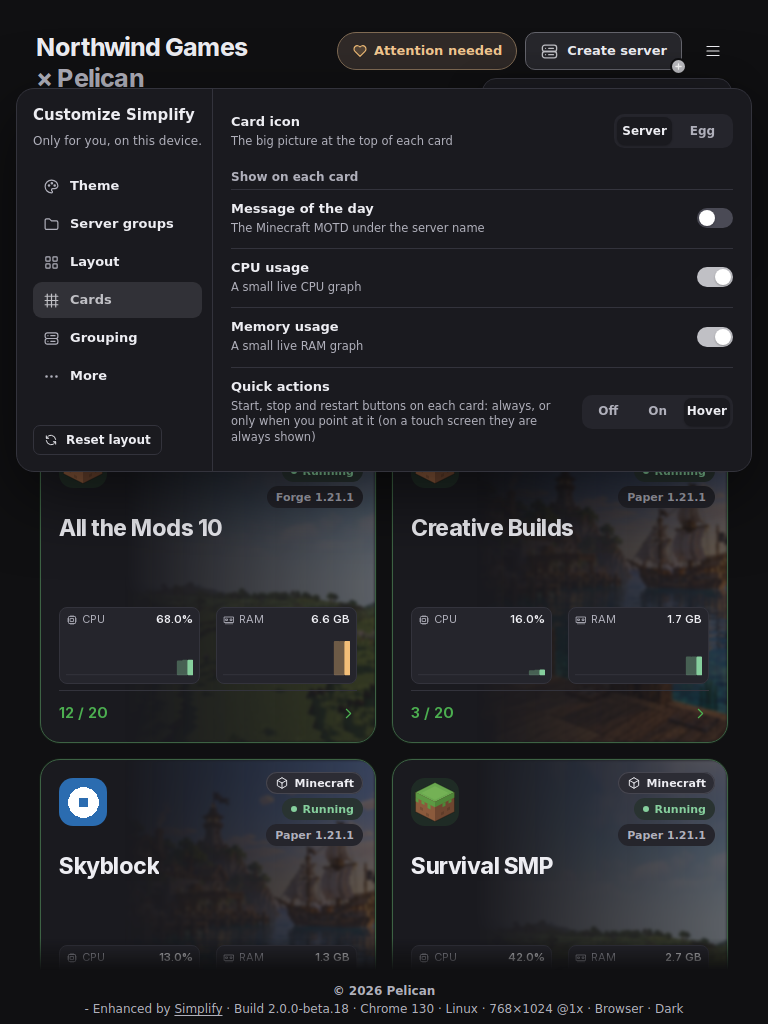 Northwind Games
× Pelican
Attention needed
Create server
Customize Simplify
Only for you, on this device.
Theme
Server groups
Layout
Cards
Grouping
More
Reset layout
Card icon
The big picture at the top of each card
Server
Egg
Show on each card
Message of the day
The Minecraft MOTD under the server name
CPU usage
A small live CPU graph
Memory usage
A small live RAM graph
Quick actions
Start, stop and restart buttons on each card: always, or
only when you point at it (on a touch screen they are
always shown)
Off
On
Hover
Running
Forge 1.21.1
All the Mods 10
CPU
68.0%
RAM
6.6 GB
12 / 20
Running
Paper 1.21.1
Creative Builds
CPU
16.0%
RAM
1.7 GB
3 / 20
Minecraft
Running
Paper 1.21.1
Skyblock
CPU
13.0%
RAM
1.3 GB
Minecraft
Running
Paper 1.21.1
Survival SMP
CPU
42.0%
RAM
2.7 GB
© 2026 Pelican
- Enhanced by Simplify · Build 2.0.0-beta.18 · Chrome 130 · Linux · 768×1024 @1x · Browser · Dark